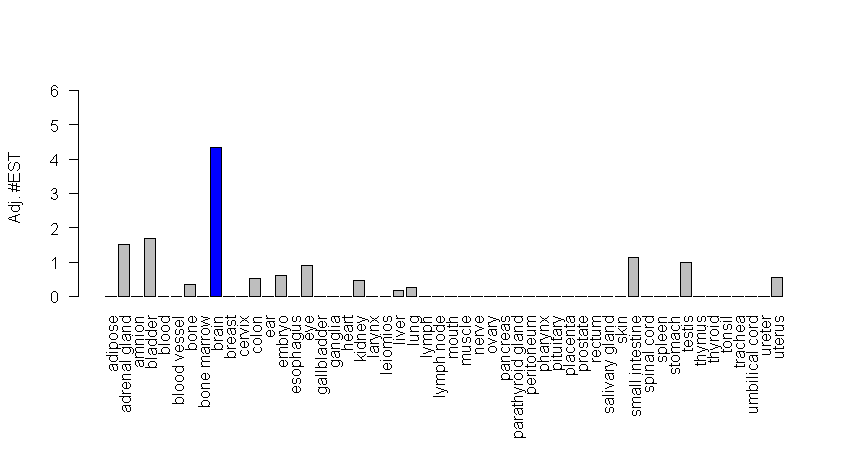 Adj. #EST
6
5
4
3
2
1
0
adipose
adrenal gland
amnion
bladder
blood
blood vessel
bone
bone marrow
brain
breast
cervix
colon
ear
embryo
esophagus
eye
gallbladder
ganglia
heart
kidney
larynx
leiomios
liver
lung
lymph
lymph node
mouth
muscle
nerve
ovary
pancreas
parathyroid gland
peritoneum
pharynx
pituitary
placenta
prostate
rectum
salivary gland
skin
small intestine
spinal cord
spleen
stomach
testis
thymus
thyroid
tonsil
trachea
umbilical cord
ureter
uterus